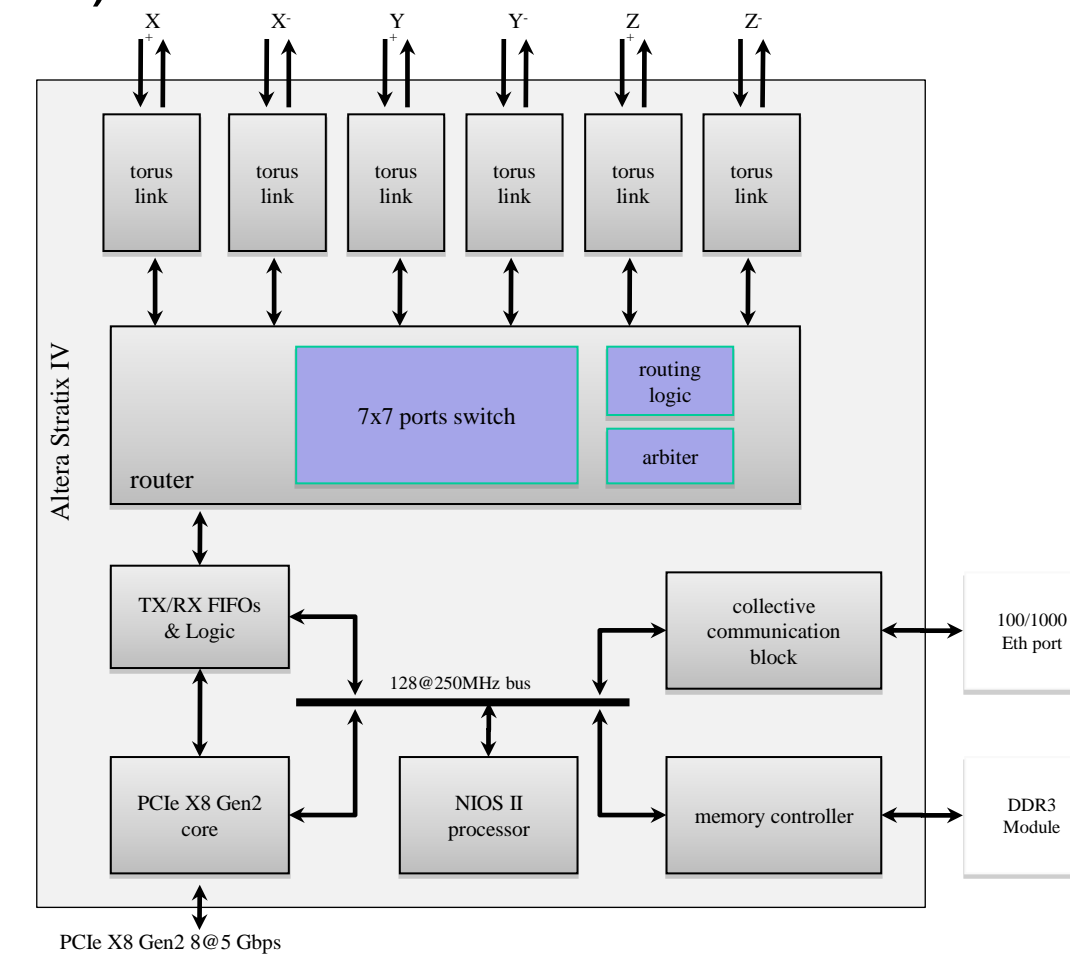 X
+
X-
Y
+
Y-
Z
+
Z-
torus
link
torus
link
torus
link
torus
link
torus
link
torus
link
Altera Stratix IV
7x7 ports switch
routing
logic
arbiter
router
TX/RX FIFOs
& Logic
collective
communication
block
100/1000
Eth port
128@250MHz bus
PCIe X8 Gen2
core
NIOS II
processor
memory controller
DDR3
Module
PCIe X8 Gen2 8@5 Gbps